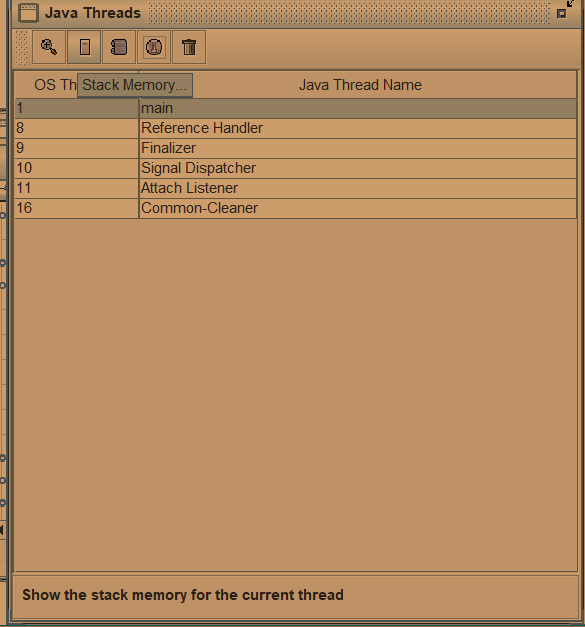 Java Threads
OS Th Stack Memory... Java Thread Name
1 main
8 Reference Handler
9 Finalizer
10 Signal Dispatcher
11 Attach Listener
16 Common-Cleaner
Show the stack memory for the current thread